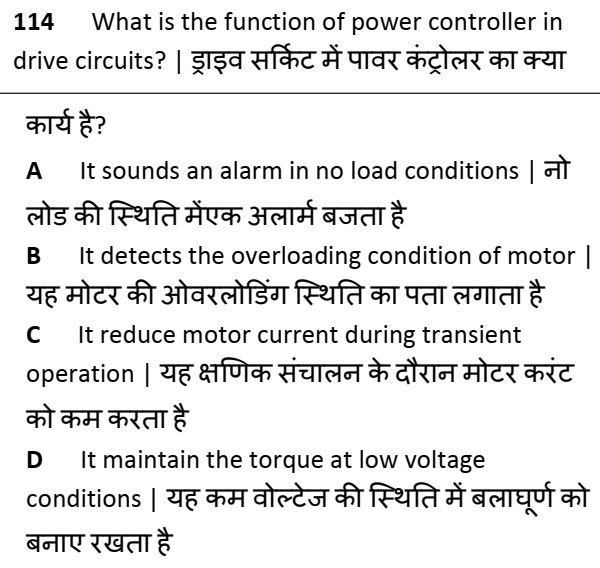 114 What is the function of power controller in
drive circuits? | ड्राइव सर्किट में पावर कंट्रोलर का क्या
कार्य है?
A It sounds an alarm in no load conditions | नो
लोड की स्थिति मेंएक अलार्म बजता है
B It detects the overloading condition of motor |
यह मोटर की ओवरलोडिंग स्थिति का पता लगाता है
C It reduce motor current during transient
operation | यह क्षणिक संचालन के दौरान मोटर करंट
को कम करता है
D It maintain the torque at low voltage
conditions | यह कम वोल्टेज की स्थिति में बलाघूर्ण को
बनाए रखता है